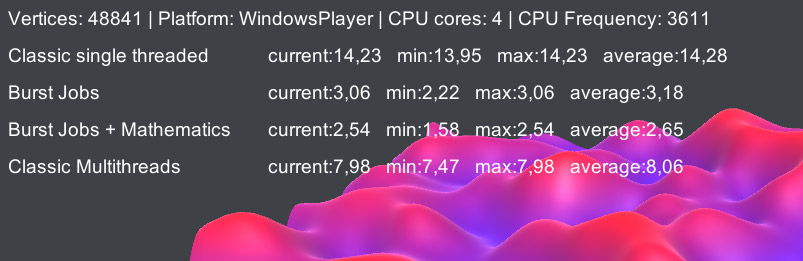 Vertices: 48841 | Platform: WindowsPlayer | CPU cores: 4 | CPU Frequency: 3611
Classic single threaded current:14,23 min:13,95 max:14,23 average:14,28
Burst Jobs current:3,06 min:2,22 max:3,06 average:3,18
Burst Jobs + Mathematics current:2,54 min:1,58 max:2,54 average:2,65
Classic Multithreads current:7,98 min:7,47 max:7,98 average:8,06